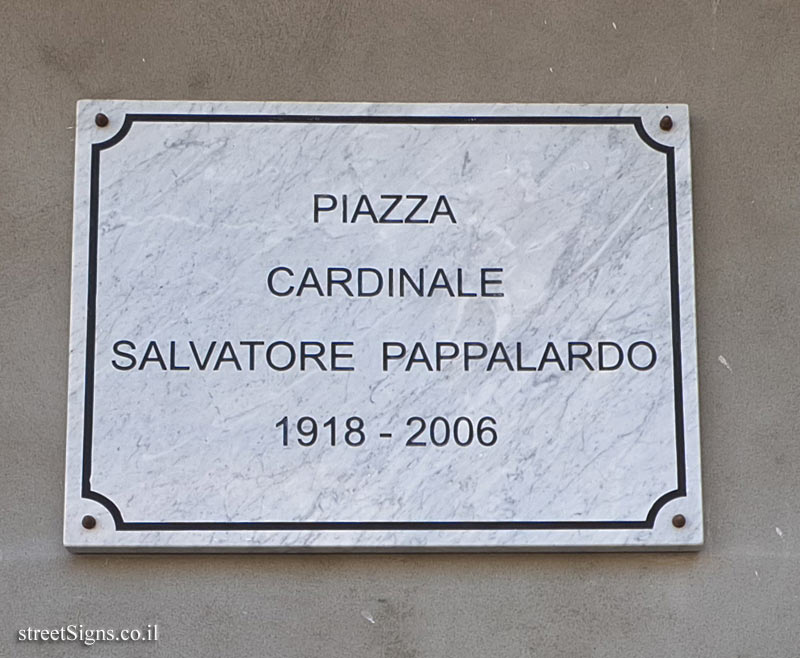 PIAZZA
CARDINALE
SALVATORE PAPPALARDO
1918 - 2006
streetSigns.co.il